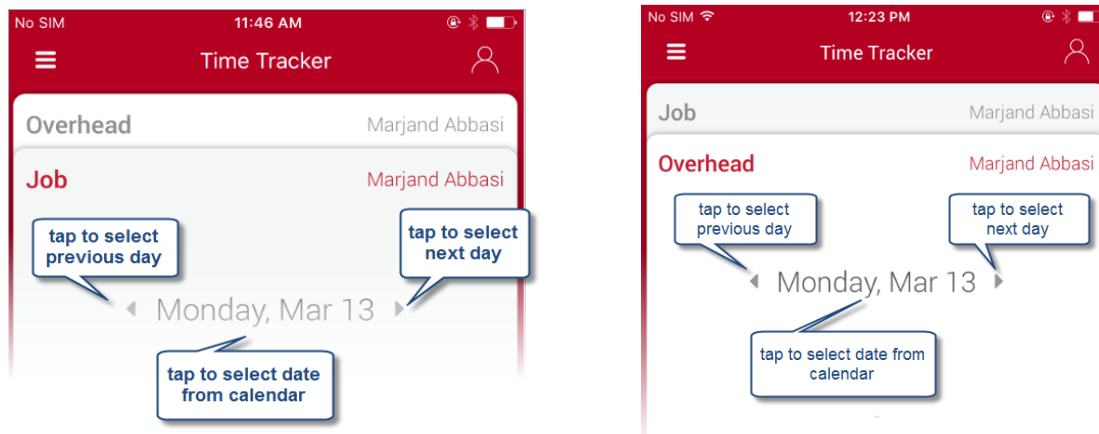 No SIM 11:46 AM
Time Tracker
Overhead Marjand Abbasi
Job Marjand Abbasi
tap to select
previous day
tap to select
next day
Monday, Mar 13
tap to select date
from calendar
No SIM 12:23 PM
Time Tracker
Job Marjand Abbasi
Overhead Marjand Abbasi
tap to select
previous day
tap to select
next day
Monday, Mar 13
tap to select date from
calendar